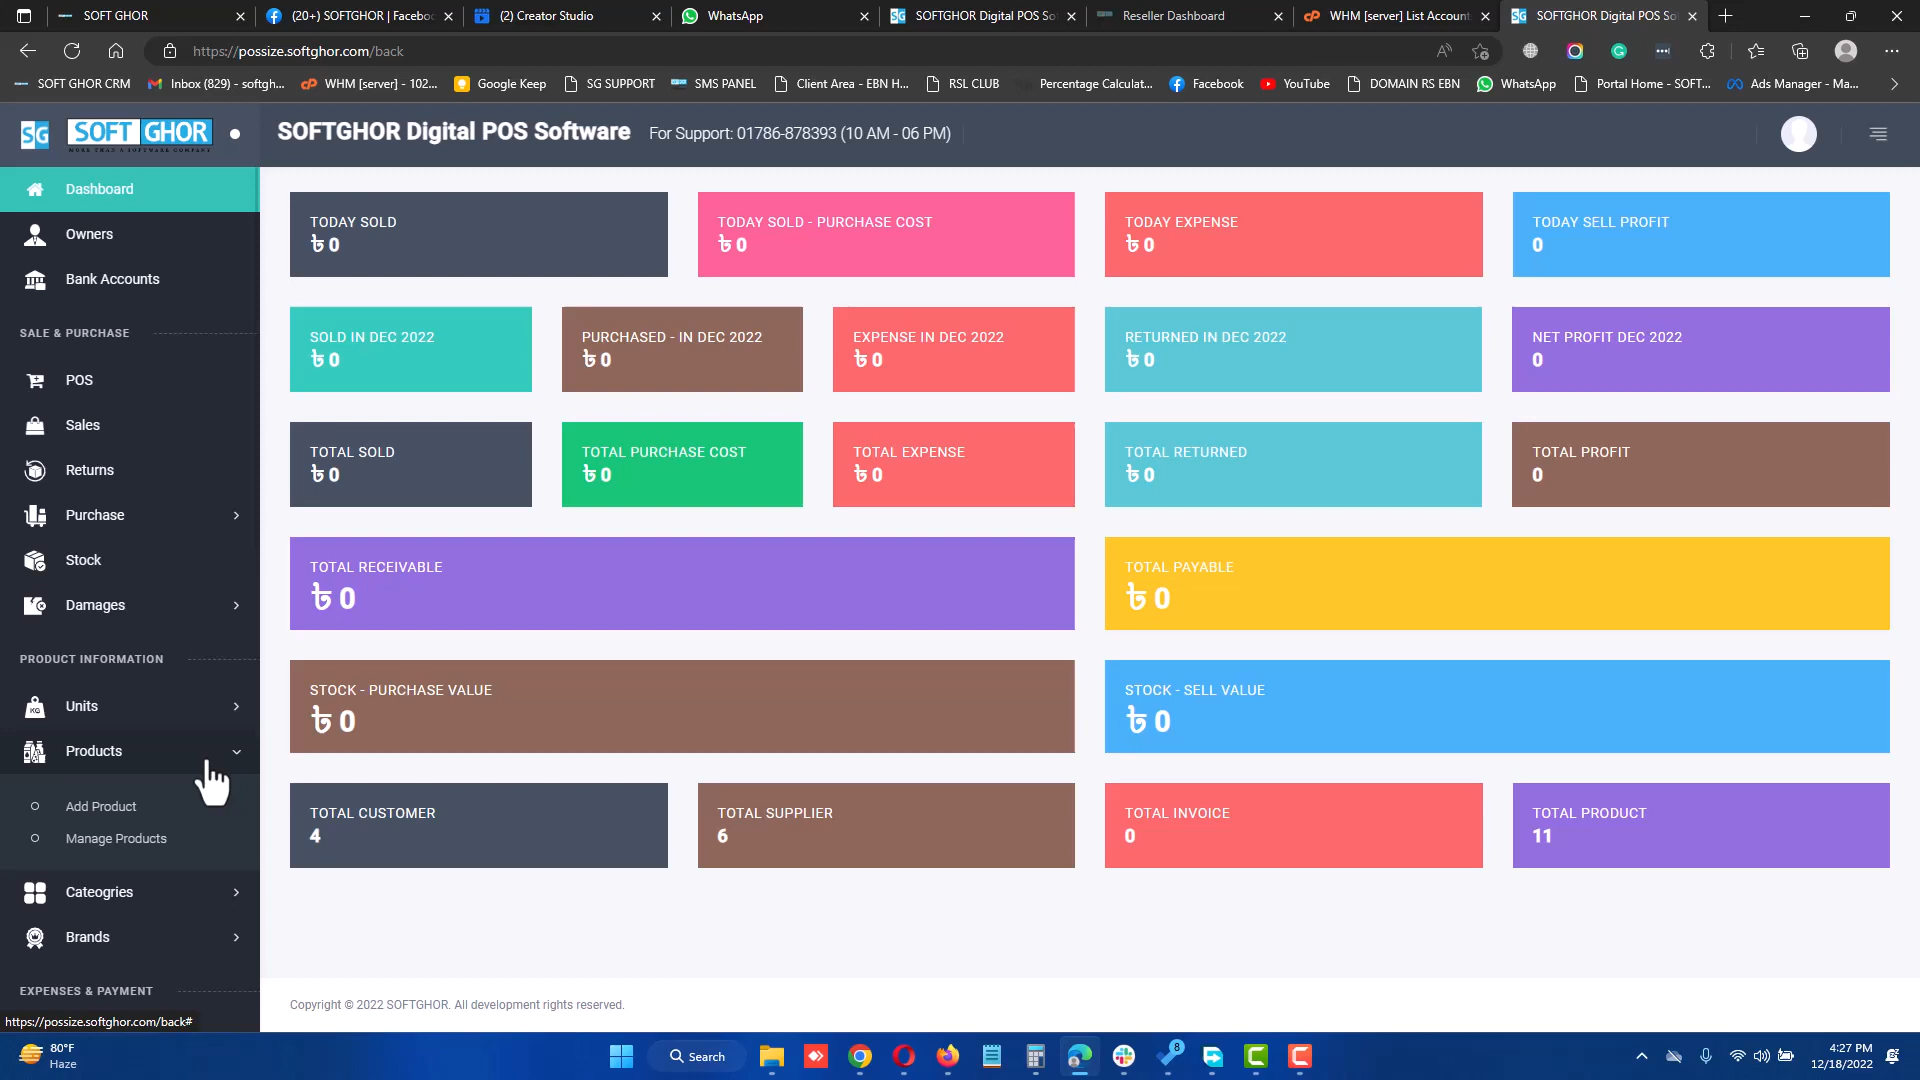 SOFT GHOR
(20+) SOFTGHOR | Faceboo
(2) Creator Studio
WhatsApp
SOFTGHOR Digital POS So
Reseller Dashboard
WHM [server] List Account
SOFTGHOR Digital POS So
https://possize.softghor.com/back
SOFT GHOR CRM
Inbox (829) - softgh...
WHM [server] - 102...
Google Keep
SG SUPPORT
SMS PANEL
Client Area - EBN H...
RSL CLUB
Percentage Calculat...
Facebook
YouTube
DOMAIN RS EBN
WhatsApp
Portal Home - SOFT...
Ads Manager - Ma...
SG SOFT GHOR
MORE THAN A SOFTWARE COMPANY
SOFTGHOR Digital POS Software
For Support: 01786-878393 (10 AM - 06 PM)
Dashboard
Owners
Bank Accounts
SALE & PURCHASE
POS
Sales
Returns
Purchase
Stock
Damages
PRODUCT INFORMATION
KG
Units
Products
Add Product
Manage Products
Cateogries
Brands
EXPENSES & PAYMENT
https://possize.softghor.com/back#
TODAY SOLD
৳ 0
TODAY SOLD - PURCHASE COST
৳ 0
TODAY EXPENSE
৳ 0
TODAY SELL PROFIT
0
SOLD IN DEC 2022
৳ 0
PURCHASED - IN DEC 2022
৳ 0
EXPENSE IN DEC 2022
৳ 0
RETURNED IN DEC 2022
৳ 0
NET PROFIT DEC 2022
0
TOTAL SOLD
৳ 0
TOTAL PURCHASE COST
৳ 0
TOTAL EXPENSE
৳ 0
TOTAL RETURNED
৳ 0
TOTAL PROFIT
0
TOTAL RECEIVABLE
৳ 0
TOTAL PAYABLE
৳ 0
STOCK - PURCHASE VALUE
৳ 0
STOCK - SELL VALUE
৳ 0
TOTAL CUSTOMER
4
TOTAL SUPPLIER
6
TOTAL INVOICE
0
TOTAL PRODUCT
11
Copyright © 2022 SOFTGHOR. All development rights reserved.
80°F
Haze
Search
8
4:27 PM
12/18/2022